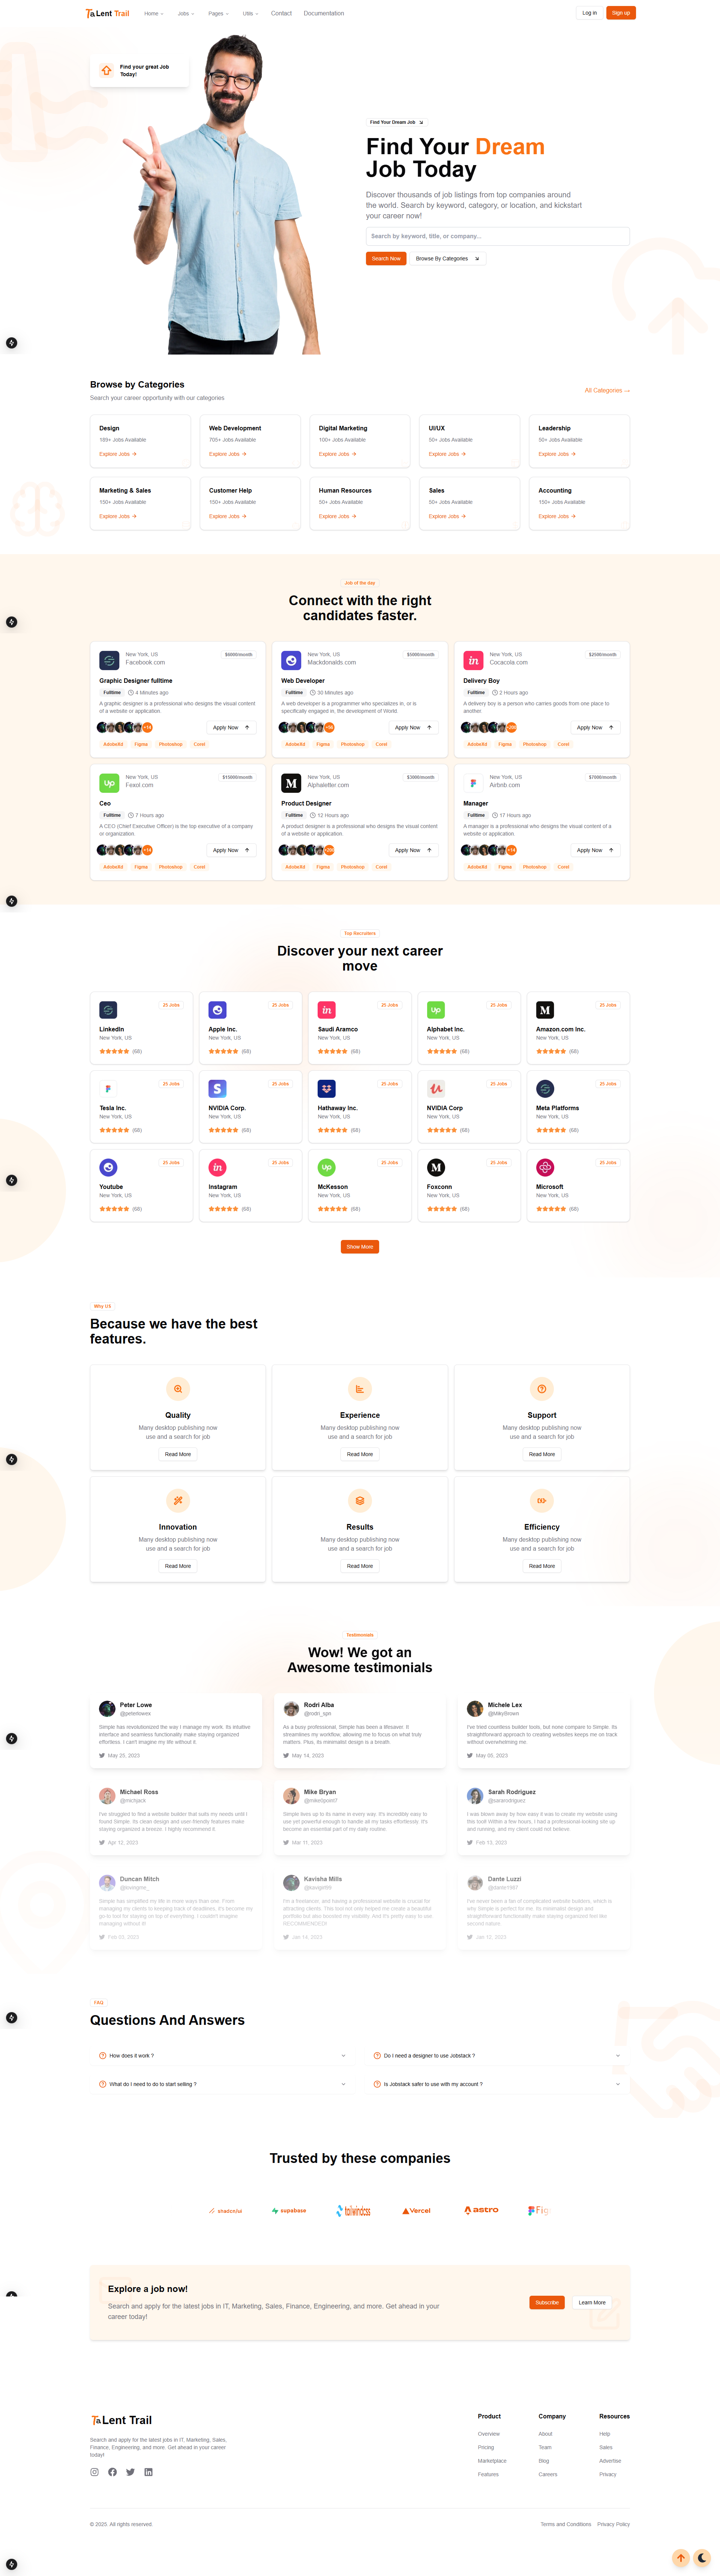 Ta Lent Trail
Home
Jobs
Pages
Utils
Contact
Documentation
Log in
Sign up
Find your great Job
Today!
Find Your Dream Job
Find Your Dream
Job Today
Discover thousands of job listings from top companies around
the world. Search by keyword, category, or location, and kickstart
your career now!
Search by keyword, title, or company...
Search Now
Browse By Categories
Browse by Categories
Search your career opportunity with our categories
All Categories
Design
199+ Jobs Available
Explore Jobs
Web Development
705+ Jobs Available
Explore Jobs
Digital Marketing
100+ Jobs Available
Explore Jobs
UI/UX
50+ Jobs Available
Explore Jobs
Leadership
50+ Jobs Available
Explore Jobs
Marketing & Sales
150+ Jobs Available
Explore Jobs
Customer Help
150+ Jobs Available
Explore Jobs
Human Resources
50+ Jobs Available
Explore Jobs
Sales
50+ Jobs Available
Explore Jobs
Accounting
150+ Jobs Available
Explore Jobs
Job of the day
Connect with the right
candidates faster.
New York, US
Facebook.com
Graphic Designer fulltime
Fulltime
4 Minutes ago
A graphic designer is a professional who designs the visual content
of a website or application.
Apply Now
AdobeXd Figma Photoshop Corel
New York, US
$5000/month
Mackdonalds.com
Web Developer
Fulltime
30 Minutes ago
A web developer is a programmer who specializes in, or is
specifically engaged in, the development of World.
Apply Now
AdobeXd Figma Photoshop Corel
New York, US
$2500/month
Cocacola.com
Delivery Boy
Fulltime
2 Hours ago
A delivery boy is a person who carries goods from one place to
another.
Apply Now
AdobeXd Figma Photoshop Corel
New York, US
$15000/month
Fexol.com
Ceo
Fulltime
7 Hours ago
A CEO (Chief Executive Officer) is the top executive of a company
or organization.
Apply Now
AdobeXd Figma Photoshop Corel
New York, US
$3000/month
Alphaletter.com
Product Designer
Fulltime
12 Hours ago
A product designer is a professional who designs the visual content
of a website or application.
Apply Now
AdobeXd Figma Photoshop Corel
New York, US
$7000/month
Airbnb.com
Manager
Fulltime
17 Hours ago
A manager is a professional who designs the visual content of a
website or application.
Apply Now
AdobeXd Figma Photoshop Corel
Top Recruiters
Discover your next career
move
25 Jobs
LinkedIn
New York, US
(68)
25 Jobs
Apple Inc.
New York, US
(68)
25 Jobs
Saudi Aramco
New York, US
(68)
25 Jobs
Alphabet Inc.
New York, US
(68)
25 Jobs
Amazon.com Inc.
New York, US
(68)
25 Jobs
Tesla Inc.
New York, US
(68)
25 Jobs
NVIDIA Corp.
New York, US
(68)
25 Jobs
Hathaway Inc.
New York, US
(68)
25 Jobs
NVIDIA Corp
New York, US
(68)
25 Jobs
Meta Platforms
New York, US
(68)
25 Jobs
Youtube
New York, US
(68)
25 Jobs
Instagram
New York, US
(68)
25 Jobs
McKesson
New York, US
(68)
25 Jobs
Foxconn
New York, US
(68)
25 Jobs
Microsoft
New York, US
(68)
Show More
Why US
Because we have the best
features.
Quality
Many desktop publishing now
use and a search for job
Read More
Experience
Many desktop publishing now
use and a search for job
Read More
Support
Many desktop publishing now
use and a search for job
Read More
Innovation
Many desktop publishing now
use and a search for job
Read More
Results
Many desktop publishing now
use and a search for job
Read More
Efficiency
Many desktop publishing now
use and a search for job
Read More
Testimonials
Wow! We got an
Awesome testimonials
Peter Lowe
@peterlowex
Simple has revolutionized the way I manage my work. Its intuitive
interface and seamless functionality make staying organized
effortless. I can't imagine my life without it.
May 25, 2023
Rodri Alba
@rodri_spn
As a busy professional, Simple has been a lifesaver. It
streamlines my workflow, allowing me to focus on what truly
matters. Plus, its minimalist design is a breath.
May 14, 2023
Michele Lex
@MikyBrown
I've tried countless builder tools, but none compare to Simple. Its
straightforward approach to creating websites keeps me on track
without overwhelming me.
May 05, 2023
Michael Ross
@michjack
I've struggled to find a website builder that suits my needs until I
found Simple. Its clean design and user-friendly features make
staying organized a breeze. I highly recommend it.
Apr 12, 2023
Mike Bryan
@mike0point7
Simple lives up to its name in every way. It's incredibly easy to
use yet powerful enough to handle all my tasks effortlessly. It's
become an essential part of my daily routine.
Mar 11, 2023
Sarah Rodriguez
@sararodriguez
I was blown away by how easy it was to create my website using
this tool! Within a few hours, I had a professional-looking site up
and running, and my client could not believe.
Feb 13, 2023
Duncan Mitch
Simple has simplified my life in more ways than one. From
managing my clients to keeping track of deadlines, it's become my
go-to tool for staying on top of everything. I couldn't imagine
managing without it!
Feb 03, 2023
Kavisha Mills
I'm a freelancer, and having a professional website is crucial for
attracting clients. This tool not only helped me create a beautiful
portfolio but also boosted my visibility. And it's pretty easy to use
RECOMMENDED!
Jan 14, 2023
Dante Luzzi
@dante1987
I've never been a fan of complicated website builders, which is
why Simple is perfect for me. Its minimalist design and
straightforward functionality make staying organized feel like
second nature.
Jan 12, 2023
FAQ
Questions And Answers
How does it work ?
Do I need a designer to use Jobstack ?
What do I need to do to start selling ?
Is Jobstack safer to use with my account ?
Trusted by these companies
shadcn/ui
supabase
tailwindcss
Vercel
astro
Fig
Explore a job now!
Search and apply for the latest jobs in IT, Marketing, Sales, Finance, Engineering, and more. Get ahead in your
career today!
Subscribe
Learn More
Ta Lent Trail
Search and apply for the latest jobs in IT, Marketing, Sales,
Finance, Engineering, and more. Get ahead in your career
today!
Product
Overview
Pricing
Marketplace
Features
Company
About
Team
Blog
Careers
Resources
Help
Sales
Advertise
Privacy
© 2025. All rights reserved.
Terms and Conditions
Privacy Policy